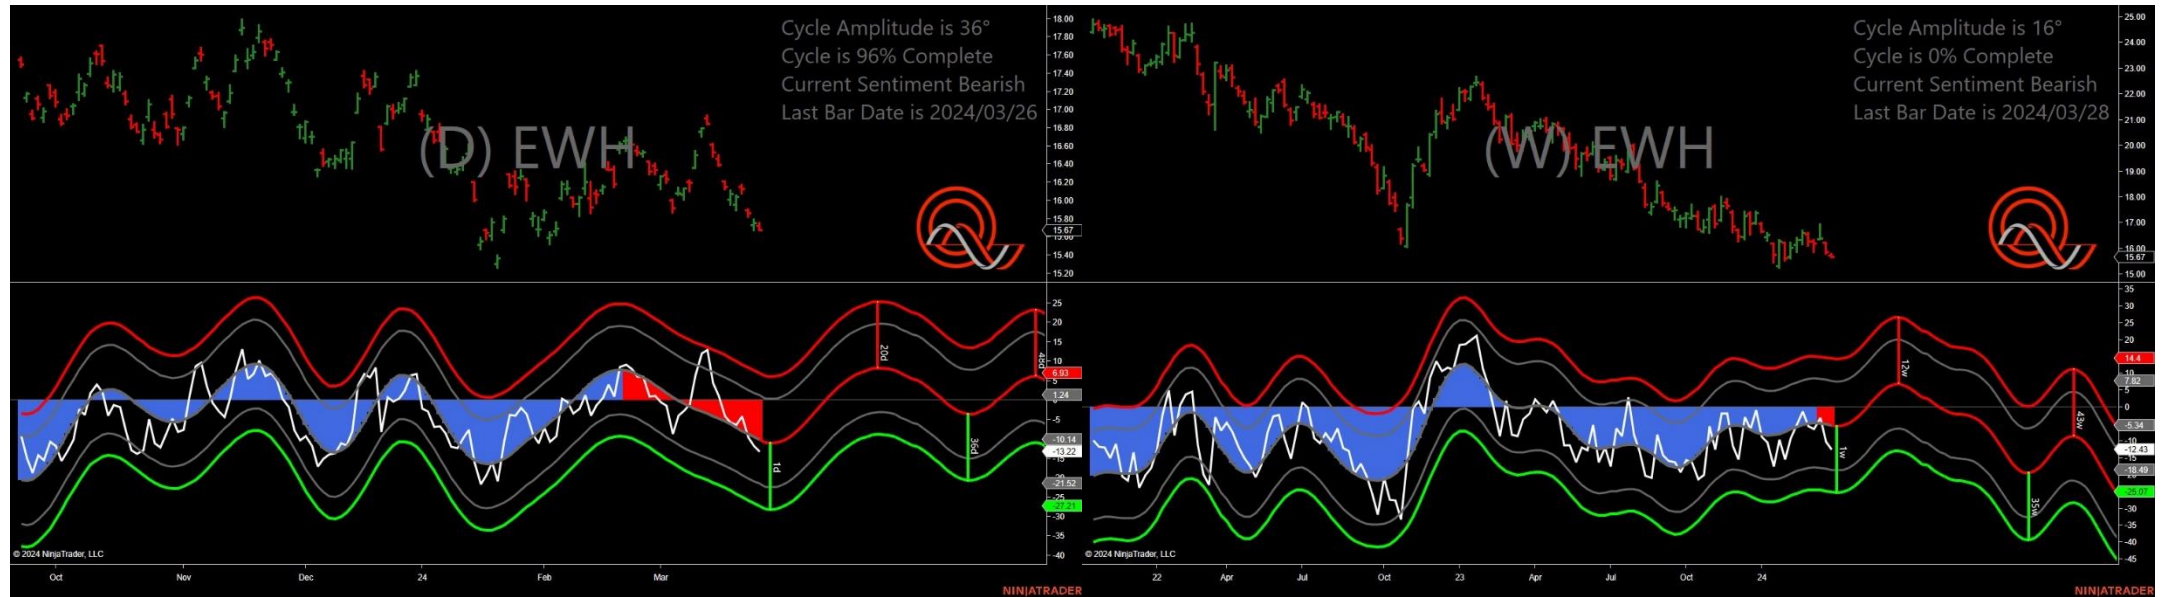 Cycle Amplitude is 36°
Cycle is 96% Complete
Current Sentiment Bearish
Last Bar Date is 2024/03/26
(D) EWH
18.00
17.80
17.60
17.40
17.20
17.00
16.80
16.60
16.40
16.20
16.00
15.80
15.67
15.60
15.40
15.20
25
20
15
10
6.93
5
1.24
0
-5
-10.14
-13.22
-15
-21.52
-25
-27.21
-30
-35
-40
20d
48d
1d
36d
© 2024 NinjaTrader, LLC
Oct Nov Dec 24 Feb Mar
NINJATRADER
Cycle Amplitude is 16°
Cycle is 0% Complete
Current Sentiment Bearish
Last Bar Date is 2024/03/28
(W) EWH
25.00
24.00
23.00
22.00
21.00
20.00
19.00
18.00
17.00
16.00
15.67
15.00
35
30
25
20
14.4
7.82
5
0
-5.34
-10
-12.43
-18.49
-20
-25.07
-30
-35
-40
-45
12w
43w
1w
35w
© 2024 NinjaTrader, LLC
22 Apr Jul Oct 23 Apr Jul Oct 24
NINJATRADER